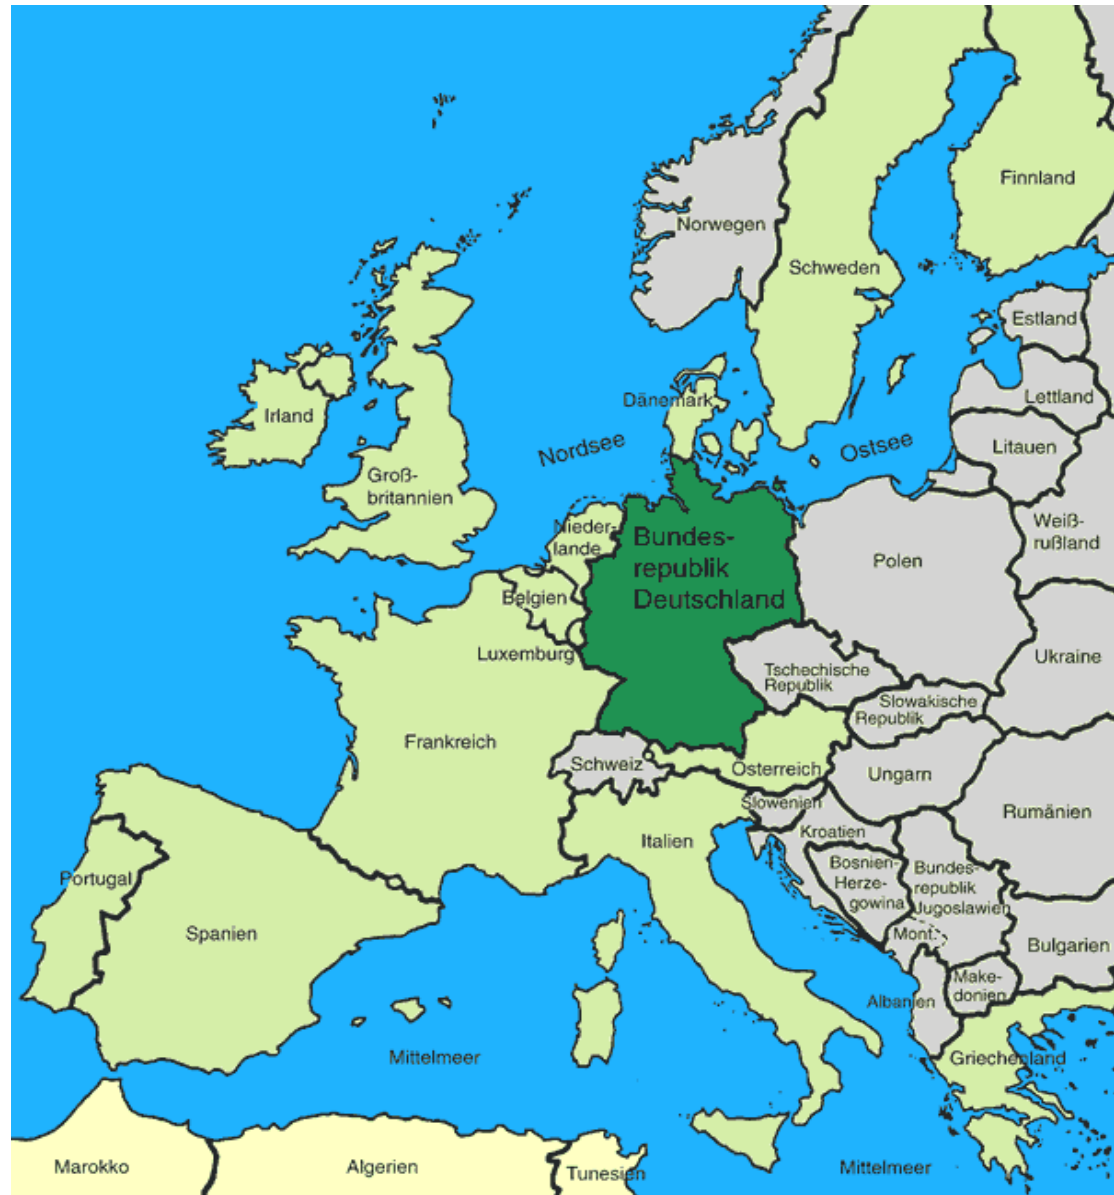 Finnland
Norwegen
Schweden
Estland
Dänemark
Lettland
Irland
Nordsee
Ostsee
Litauen
Groß-
britannien
Nieder-
lande
Bundes-
republik
Deutschland
Weiß-
rußland
Polen
Belgien
Luxemburg
Ukraine
Tschechische
Republik
Slowakische
Republik
Frankreich
Schweiz
Österreich
Ungarn
Slowenien
Rumänien
Kroatien
Italien
Bosnien-
Herze-
gowina
Bundes-
republik
Jugoslawien
Portugal
Spanien
Mont.
Bulgarien
Make-
donien
Albanien
Mittelmeer
Griechenland
Marokko
Algerien
Tunesien
Mittelmeer